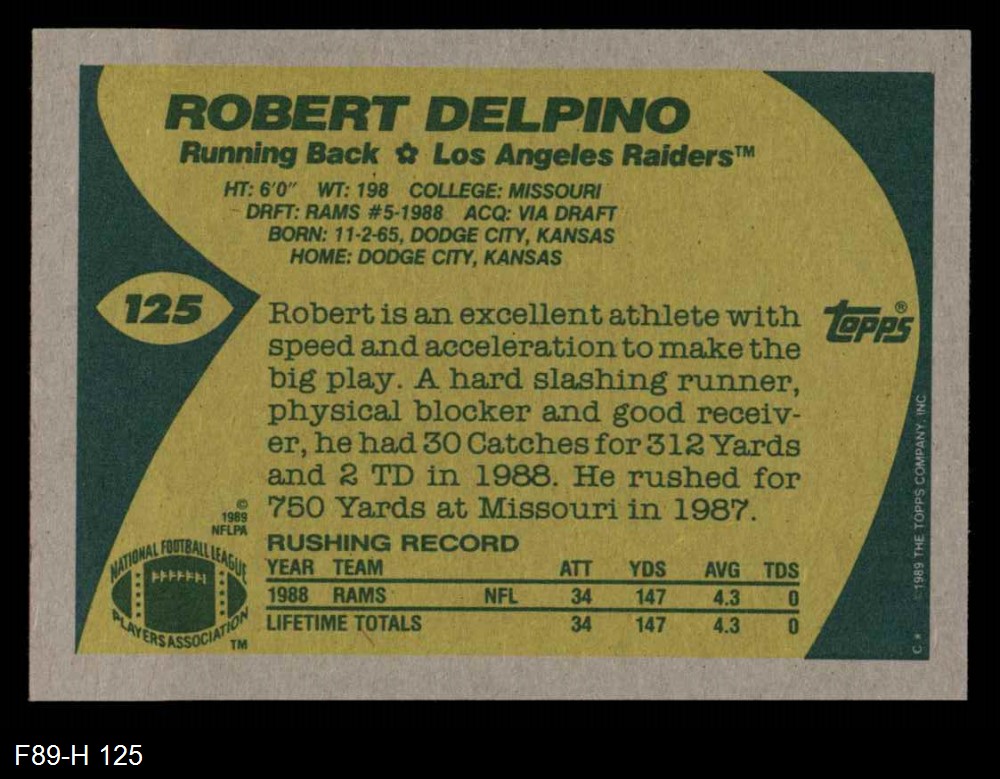 ROBERT DELPINO
Running Back ✿ Los Angeles Raiders™
HT: 6'0" WT: 198 COLLEGE: MISSOURI
DRFT: RAMS #5-1988 ACQ: VIA DRAFT
BORN: 11-2-65, DODGE CITY, KANSAS
HOME: DODGE CITY, KANSAS
125
Robert is an excellent athlete with
speed and acceleration to make the
big play. A hard slashing runner,
physical blocker and good receiv-
er, he had 30 Catches for 312 Yards
and 2 TD in 1988. He rushed for
750 Yards at Missouri in 1987.
topps®
©
1989
NFLPA
NATIONAL FOOTBALL LEAGUE
PLAYERS ASSOCIATION
TM
RUSHING RECORD
YEAR TEAM ATT YDS AVG TDS
1988 RAMS NFL 34 147 4.3 0
LIFETIME TOTALS 34 147 4.3 0
©1989 THE TOPPS COMPANY, INC.
C*
F89-H 125